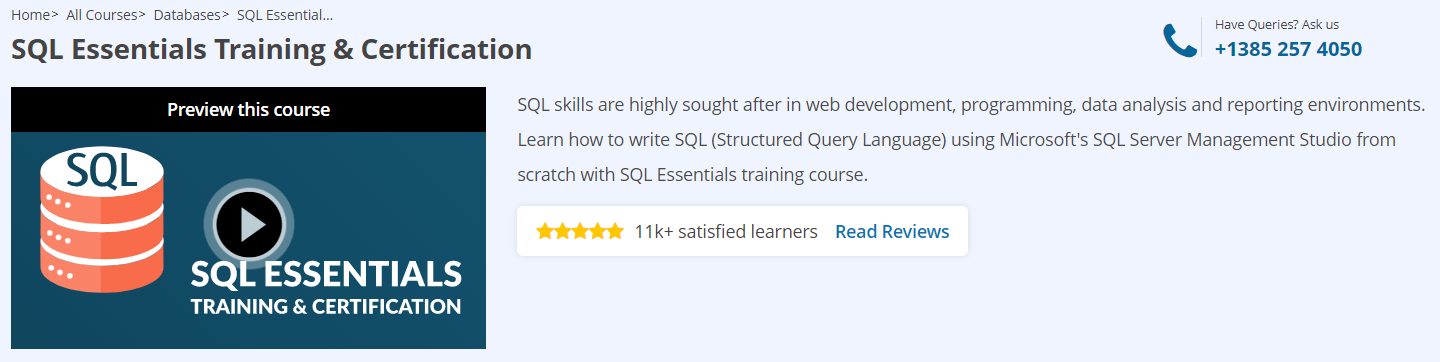 Home> All Courses> Databases> SQL Essential...
SQL Essentials Training & Certification
Have Queries? Ask us
+1385 257 4050
Preview this course
SQL
SQL ESSENTIALS
TRAINING & CERTIFICATION
SQL skills are highly sought after in web development, programming, data analysis and reporting environments.
Learn how to write SQL (Structured Query Language) using Microsoft's SQL Server Management Studio from
scratch with SQL Essentials training course.
11k+ satisfied learners Read Reviews